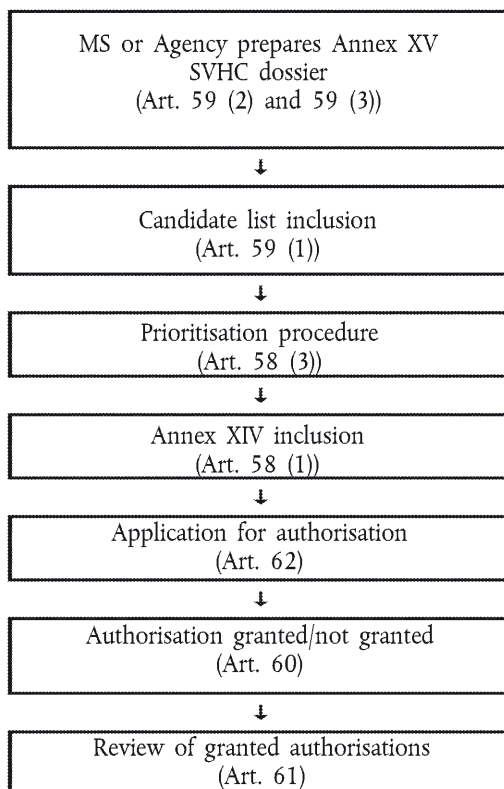 MS or Agency prepares Annex XV
SVHC dossier
(Art. 59 (2) and 59 (3))
Candidate list inclusion
(Art. 59 (1))
Prioritisation procedure
(Art. 58 (3))
Annex XIV inclusion
(Art. 58 (1))
Application for authorisation
(Art. 62)
Authorisation granted/not granted
(Art. 60)
Review of granted authorisations
(Art. 61)